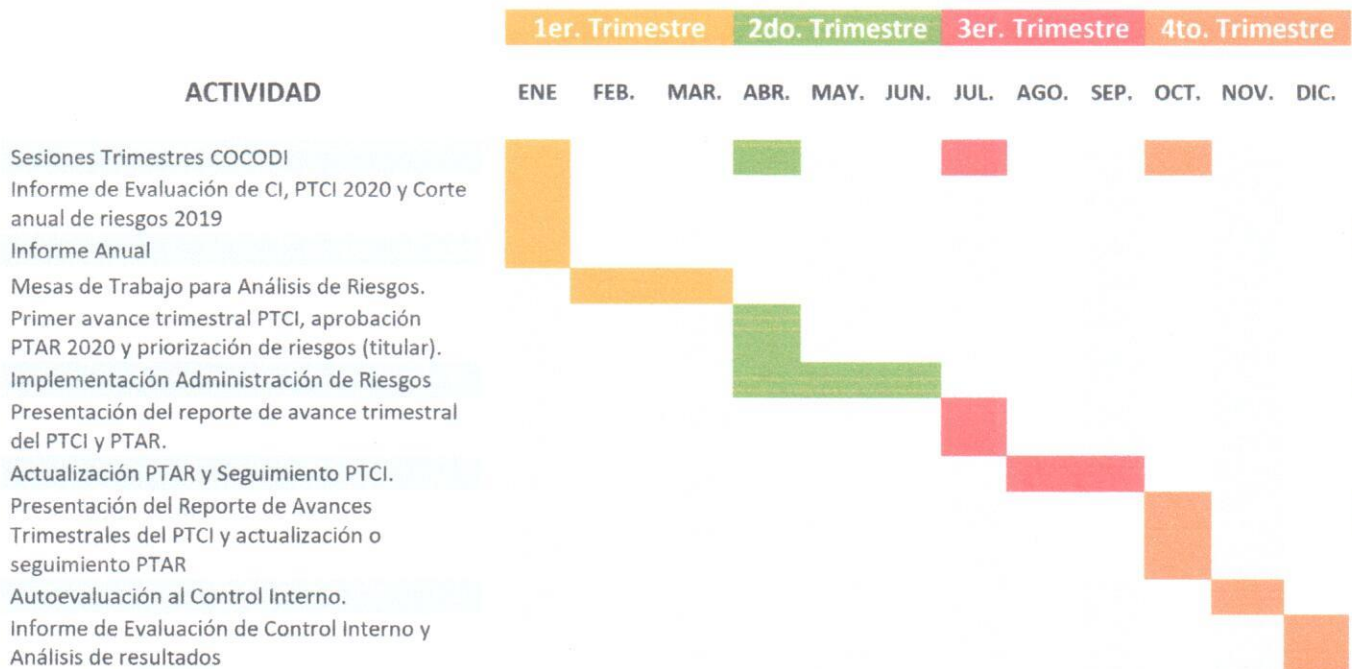 1er. Trimestre 2do. Trimestre 3er. Trimestre 4to. Trimestre
ACTIVIDAD ENE FEB. MAR. ABR. MAY. JUN. JUL. AGO. SEP. OCT. NOV. DIC.
Sesiones Trimestres COCODI
Informe de Evaluación de CI, PTCI 2020 y Corte
anual de riesgos 2019
Informe Anual
Mesas de Trabajo para Análisis de Riesgos.
Primer avance trimestral PTCI, aprobación
PTAR 2020 y priorización de riesgos (titular).
Implementación Administración de Riesgos
Presentación del reporte de avance trimestral
del PTCI y PTAR.
Actualización PTAR y Seguimiento PTCI.
Presentación del Reporte de Avances
Trimestrales del PTCI y actualización o
seguimiento PTAR
Autoevaluación al Control Interno.
Informe de Evaluación de Control Interno y
Análisis de resultados